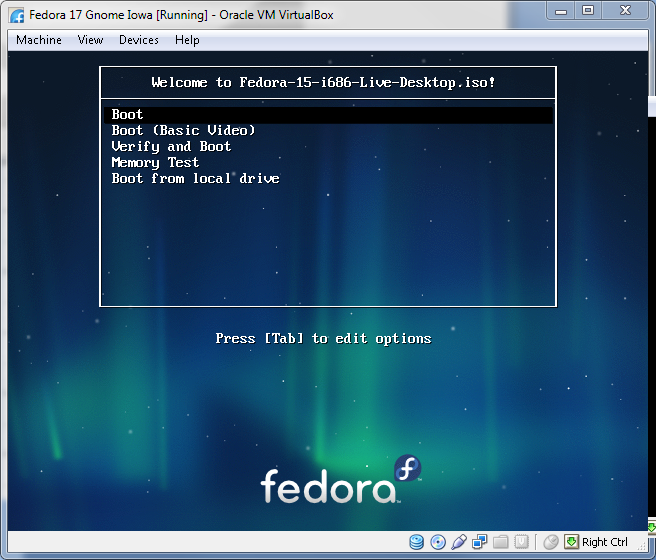 Fedora 17 Gnome Iowa [Running] - Oracle VM VirtualBox
Machine View Devices Help
Welcome to Fedora-15-i686-Live-Desktop.iso!
Boot
Boot (Basic Video)
Verify and Boot
Memory Test
Boot from local drive
Press [Tab] to edit options
fedora
Right Ctrl